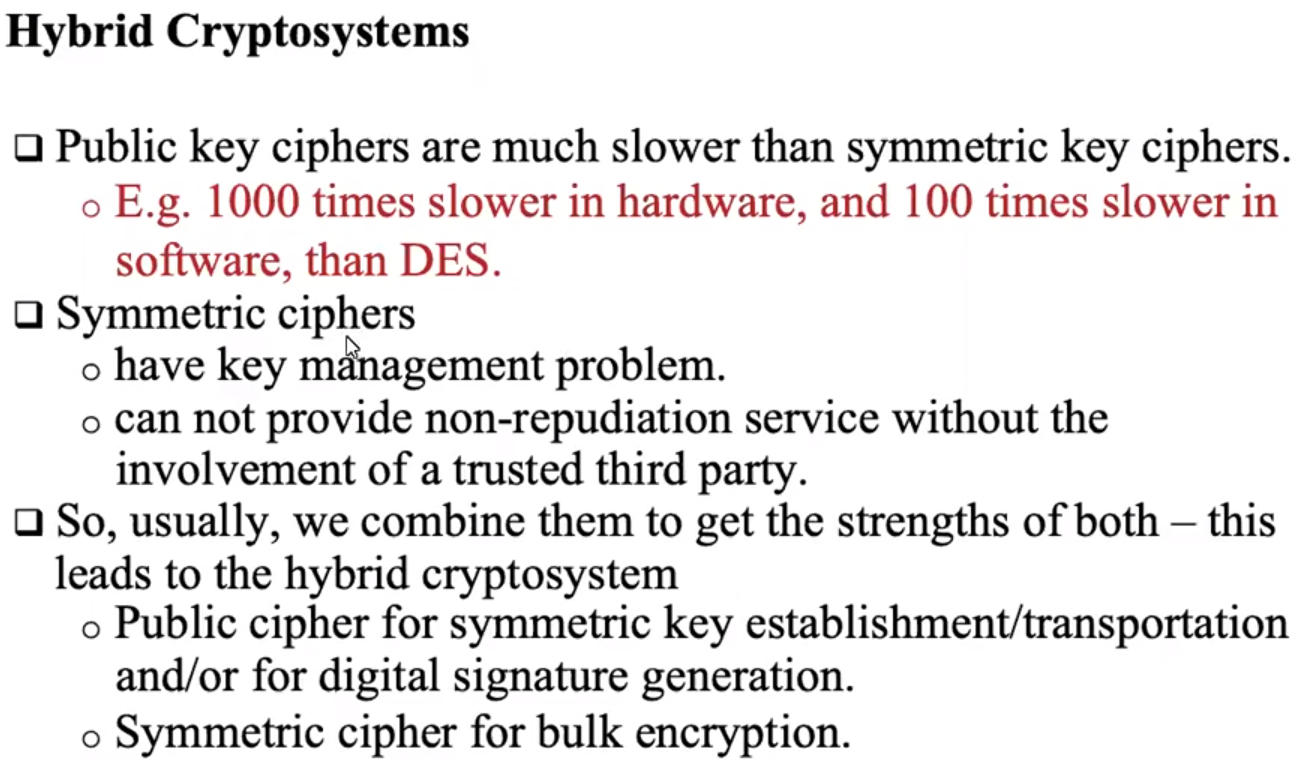 Hybrid Cryptosystems
❑ Public key ciphers are much slower than symmetric key ciphers.
o E.g. 1000 times slower in hardware, and 100 times slower in
software, than DES.
❑ Symmetric ciphers
o have key management problem.
o can not provide non-repudiation service without the
involvement of a trusted third party.
❑ So, usually, we combine them to get the strengths of both – this
leads to the hybrid cryptosystem
o Public cipher for symmetric key establishment/transportation
and/or for digital signature generation.
o Symmetric cipher for bulk encryption.